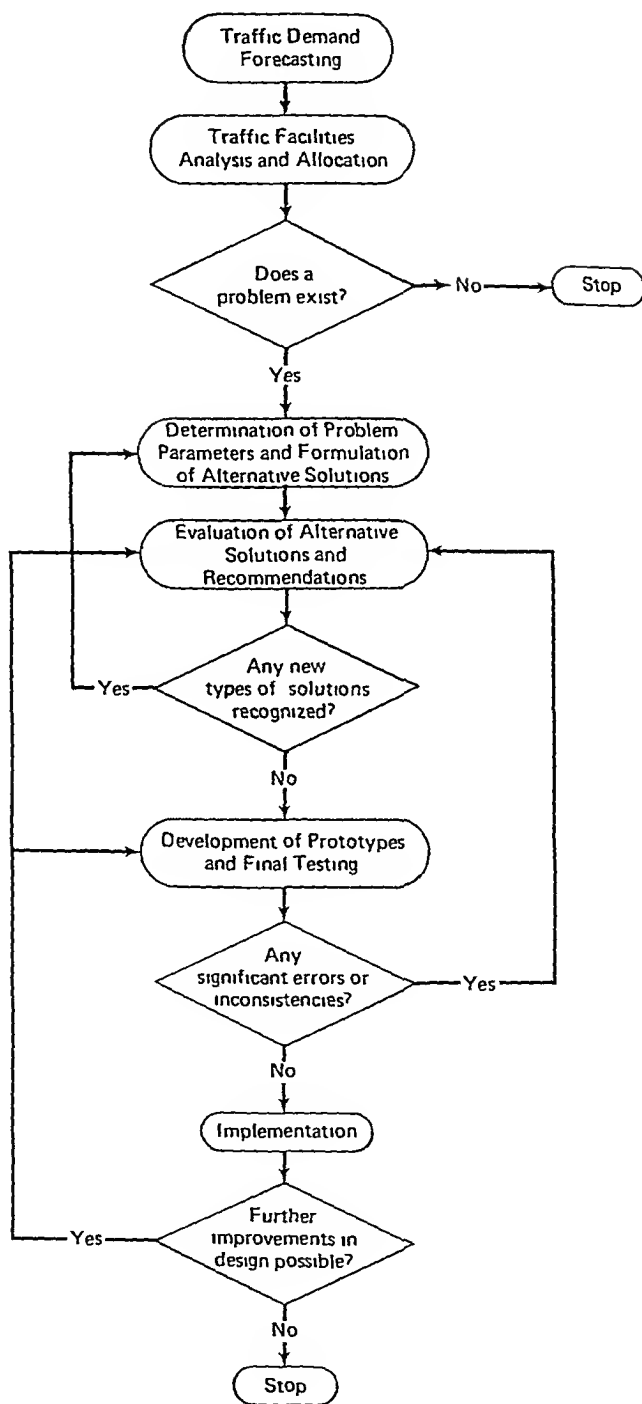 Traffic Demand
Forecasting
Traffic Facilities
Analysis and Allocation
Does a
problem exist?
No
Stop
Yes
Determination of Problem
Parameters and Formulation
of Alternative Solutions
Evaluation of Alternative
Solutions and
Recommendations
Any new
types of solutions
recognized?
Yes
No
Development of Prototypes
and Final Testing
Any
significant errors or
inconsistencies?
Yes
No
Implementation
Further
improvements in
design possible?
Yes
No
Stop